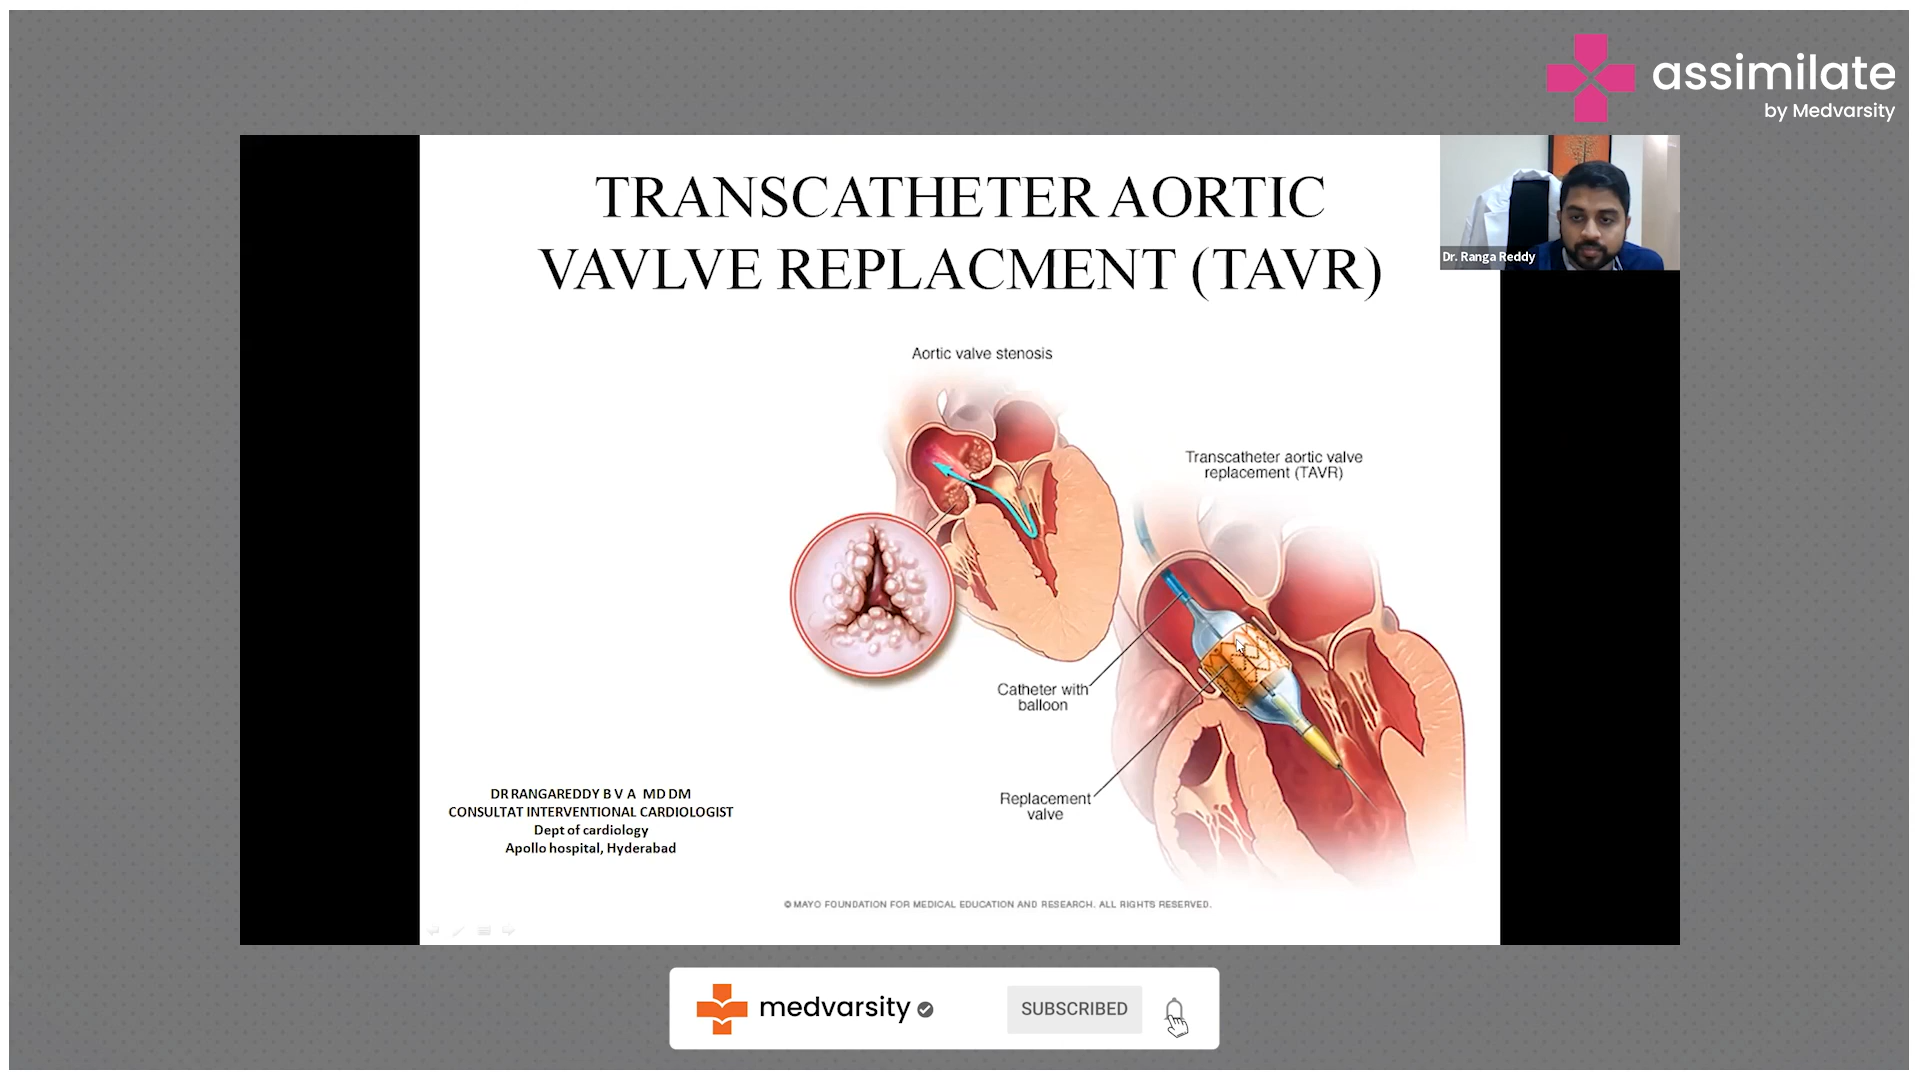 assimilate
by Medvarsity
TRANSCATHETER AORTIC
VAVLVE REPLACMENT (TAVR)
Dr. Ranga Reddy
Aortic valve stenosis
Transcatheter aortic valve
replacement (TAVR)
Catheter with
balloon
Replacement
valve
DR RANGAREDDY B V A MD DM
CONSULTAT INTERVENTIONAL CARDIOLOGIST
Dept of cardiology
Apollo hospital, Hyderabad
© MAYO FOUNDATION FOR MEDICAL EDUCATION AND RESEARCH. ALL RIGHTS RESERVED.
medvarsity
SUBSCRIBED